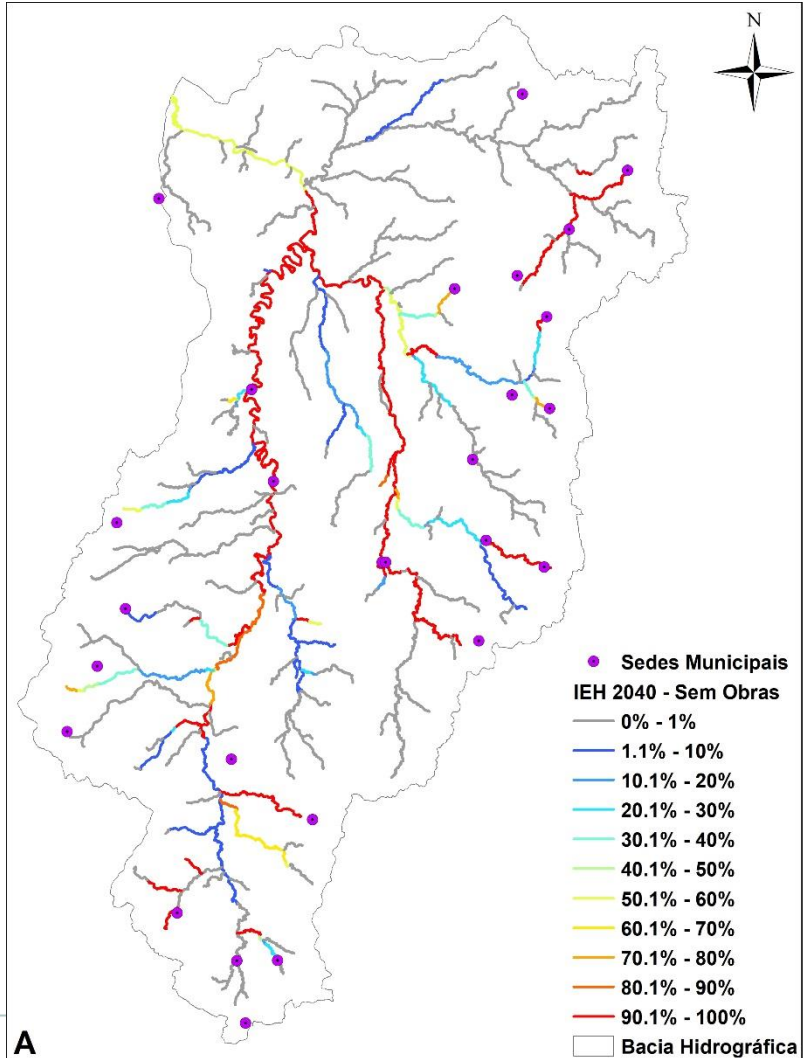 N
Sedes Municipais
IEH 2040 - Sem Obras
0% - 1%
1.1% - 10%
10.1% - 20%
20.1% - 30%
30.1% - 40%
40.1% - 50%
50.1% - 60%
60.1% - 70%
70.1% - 80%
80.1% - 90%
90.1% - 100%
Bacia Hidrográfica
A